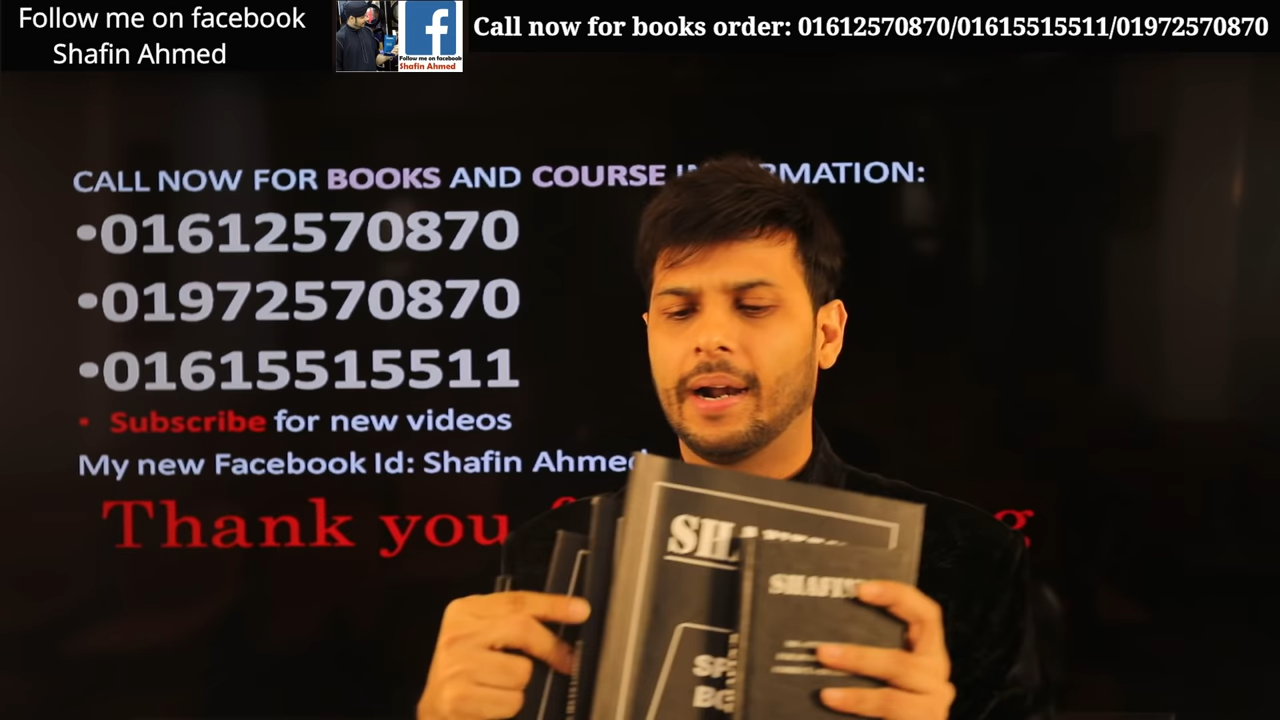 Follow me on facebook
Shafin Ahmed
Follow me on facebook
Shafin Ahmed
Call now for books order: 01612570870/01615515511/01972570870
CALL NOW FOR BOOKS AND COURSE
•01612570870
•01972570870
•01615515511
• Subscribe for new videos
My new Facebook Id: Shafin Ahmed
Thank you